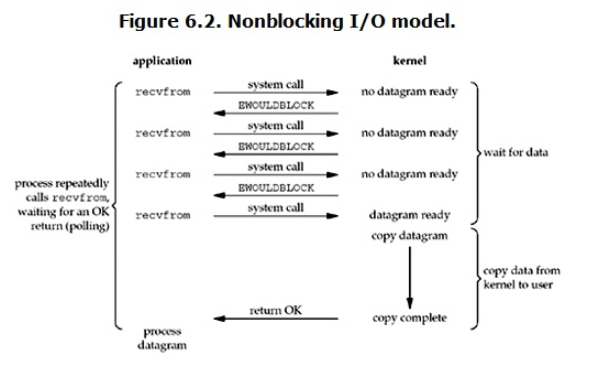 Figure 6.2. Nonblocking I/O model.
application
kernel
recvfrom
system call
no datagram ready
EWOULDBLOCK
recvfrom
system call
no datagram ready
EWOULDBLOCK
recvfrom
system call
no datagram ready
EWOULDBLOCK
recvfrom
system call
datagram ready
wait for data
process repeatedly
calls recvfrom,
waiting for an OK
return (polling)
copy datagram
copy data from
kernel to user
return OK
copy complete
process
datagram